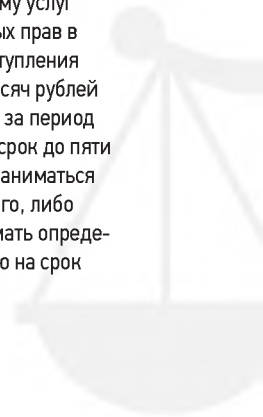 му услуг
ых прав в
тупления
сяч рублей
за период
срок до пяти
аниматься
го, либо
мать опреде-
о на срок